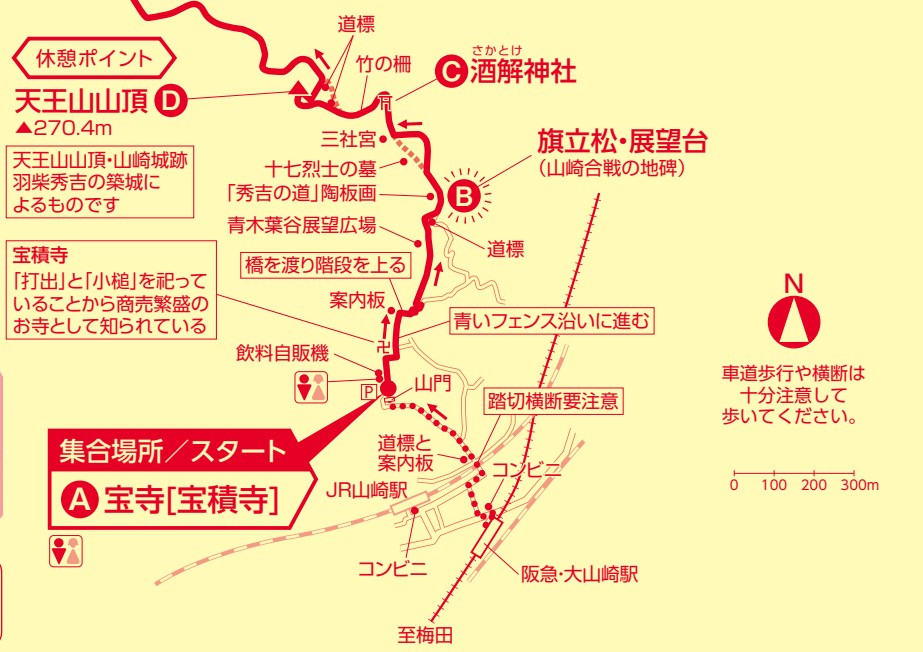 道標
休憩ポイント
竹の柵
さかとけ
C 酒解神社
天王山山頂 D
▲270.4m
三社宮
旗立松・展望台
(山崎合戦の地碑)
天王山山頂・山崎城跡
羽柴秀吉の築城に
よるものです
十七烈士の墓
「秀吉の道」陶板画
B
青木葉谷展望広場
道標
宝積寺
「打出」と「小槌」を祀って
いることから商売繁盛の
お寺として知られている
橋を渡り階段を上る
案内板
青いフェンス沿いに進む
N
飲料自販機
P
山門
車道歩行や横断は
十分注意して
歩いてください。
踏切横断要注意
集合場所/スタート
A 宝寺[宝積寺]
道標と
案内板
コンビニ
JR山崎駅
0 100 200 300m
コンビニ
阪急・大山崎駅
至梅田